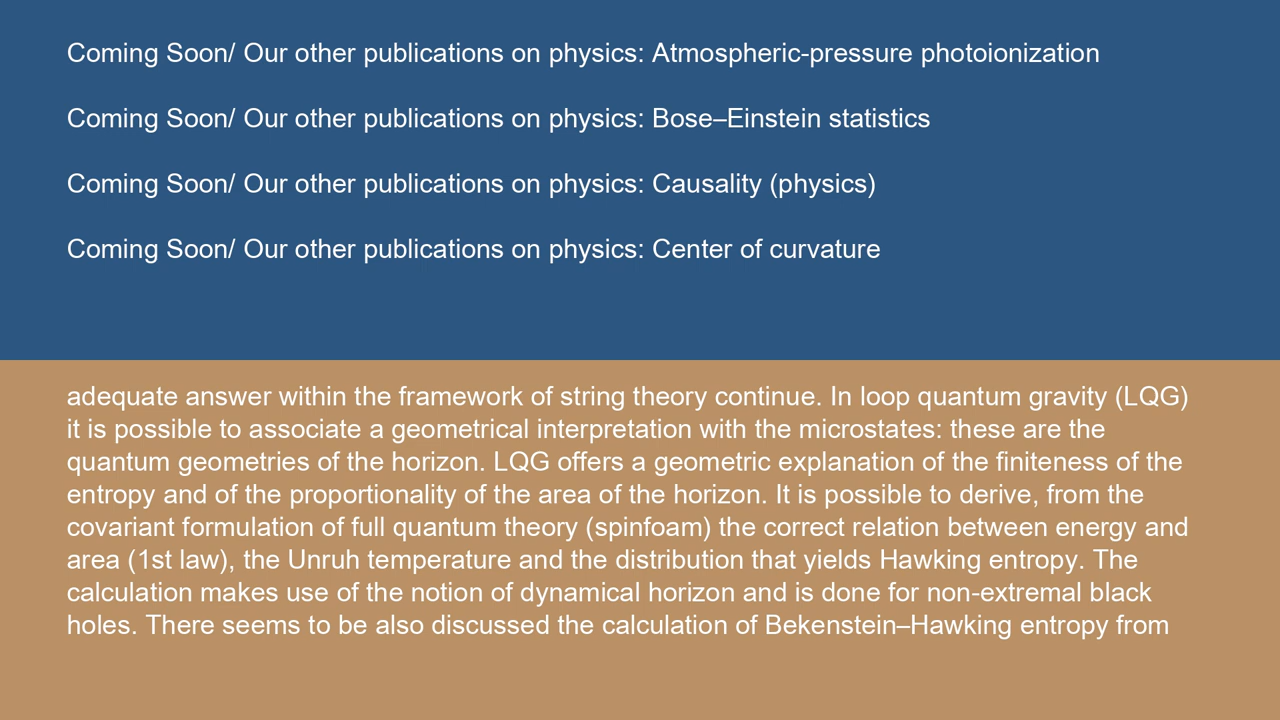 Coming Soon/ Our other publications on physics: Atmospheric-pressure photoionization
Coming Soon/ Our other publications on physics: Bose–Einstein statistics
Coming Soon/ Our other publications on physics: Causality (physics)
Coming Soon/ Our other publications on physics: Center of curvature
adequate answer within the framework of string theory continue. In loop quantum gravity (LQG)
it is possible to associate a geometrical interpretation with the microstates: these are the
quantum geometries of the horizon. LQG offers a geometric explanation of the finiteness of the
entropy and of the proportionality of the area of the horizon. It is possible to derive, from the
covariant formulation of full quantum theory (spinfoam) the correct relation between energy and
area (1st law), the Unruh temperature and the distribution that yields Hawking entropy. The
calculation makes use of the notion of dynamical horizon and is done for non-extremal black
holes. There seems to be also discussed the calculation of Bekenstein–Hawking entropy from